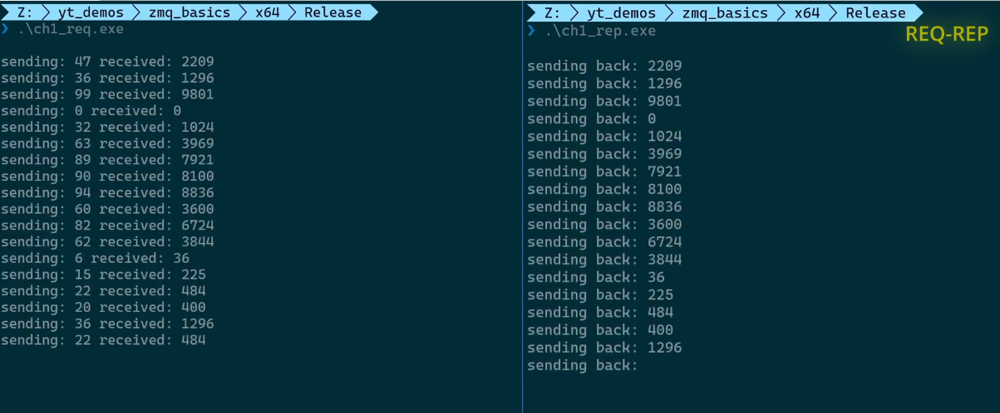 Z: yt_demos zmq_basics x64 Release
❯ .\ch1_req.exe
sending: 47 received: 2209
sending: 36 received: 1296
sending: 99 received: 9801
sending: 0 received: 0
sending: 32 received: 1024
sending: 63 received: 3969
sending: 89 received: 7921
sending: 90 received: 8100
sending: 94 received: 8836
sending: 60 received: 3600
sending: 82 received: 6724
sending: 62 received: 3844
sending: 6 received: 36
sending: 15 received: 225
sending: 22 received: 484
sending: 20 received: 400
sending: 36 received: 1296
sending: 22 received: 484
Z: yt_demos zmq_basics x64 Release
❯ .\ch1_rep.exe
REQ-REP
sending back: 2209
sending back: 1296
sending back: 9801
sending back: 0
sending back: 1024
sending back: 3969
sending back: 7921
sending back: 8100
sending back: 8836
sending back: 3600
sending back: 6724
sending back: 3844
sending back: 36
sending back: 225
sending back: 484
sending back: 400
sending back: 1296
sending back: